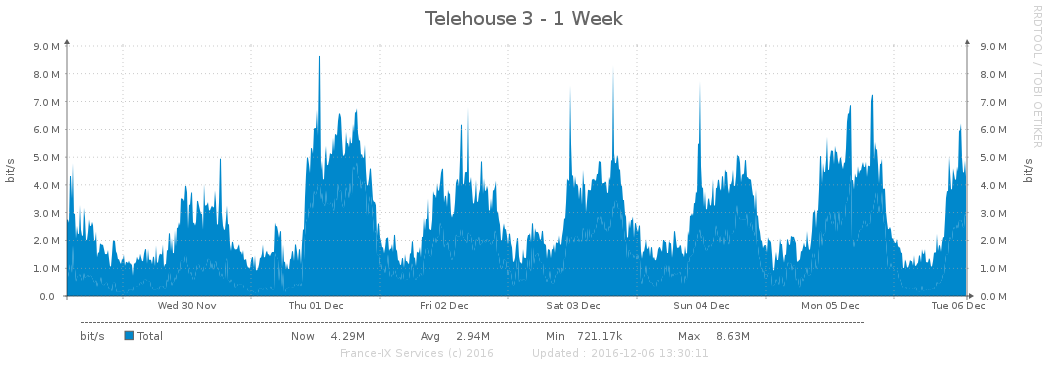 Telehouse 3 - 1 Week
RRDTOOL / TOBI OETIKER
bit/s
9.0 M 9.0 M
8.0 M 8.0 M
7.0 M 7.0 M
6.0 M 6.0 M
5.0 M 5.0 M
4.0 M 4.0 M
3.0 M 3.0 M
2.0 M 2.0 M
1.0 M 1.0 M
0.0 0.0 M
bit/s
Wed 30 Nov Thu 01 Dec Fri 02 Dec Sat 03 Dec Sun 04 Dec Mon 05 Dec Tue 06 Dec
bit/s Total Now 4.29M Avg 2.94M Min 721.17k Max 8.63M
France-IX Services (c) 2016 Updated : 2016-12-06 13:30:11